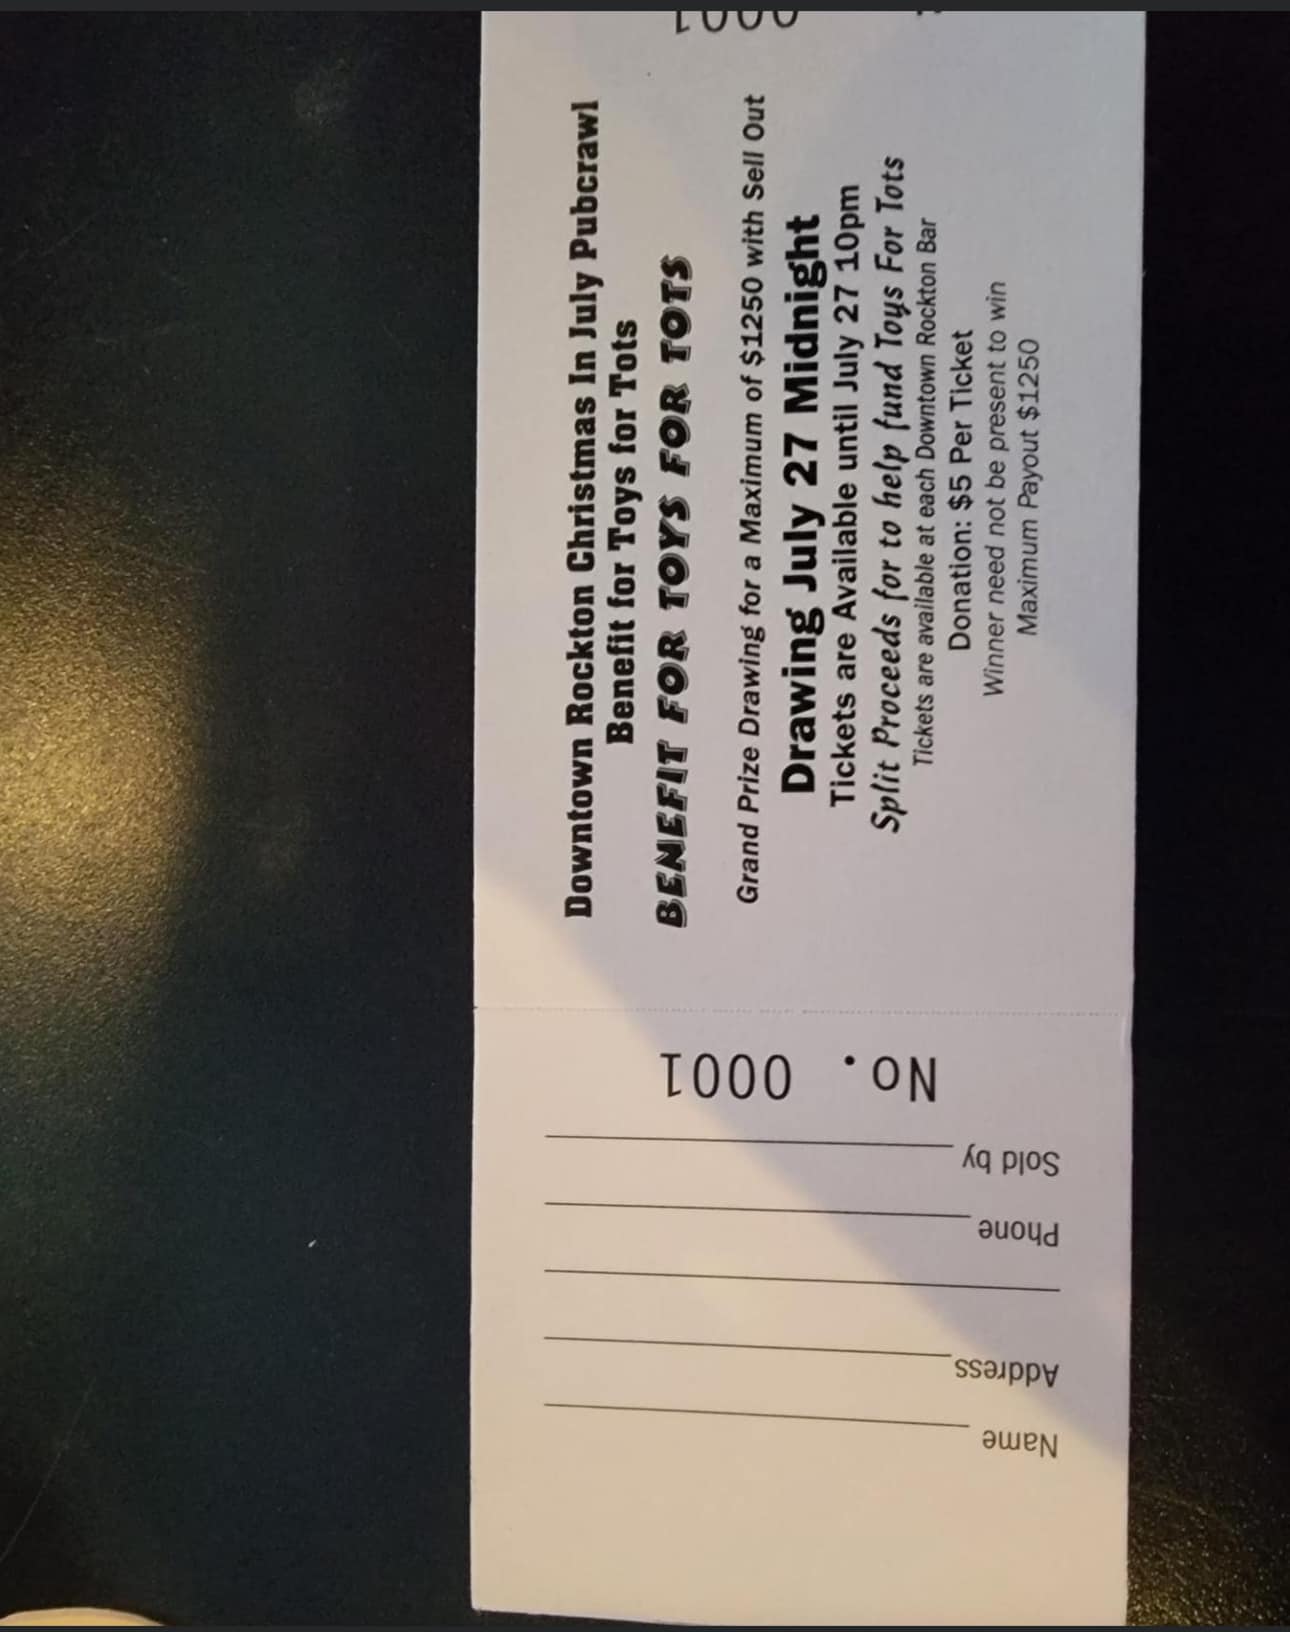 Downtown Rockton Christmas In July Pubcrawl
Benefit for Toys for Tots
BENEFIT FOR TOYS FOR TOTS
Grand Prize Drawing for a Maximum of $1250 with Sell Out
Drawing July 27 Midnight
Tickets are Available until July 27 10pm
Split Proceeds for to help fund Toys For Tots
Tickets are available at each Downtown Rockton Bar
Donation: $5 Per Ticket
Winner need not be present to win
Maximum Payout $1250
0001
Name
Address
Phone
Sold by
No. 0001